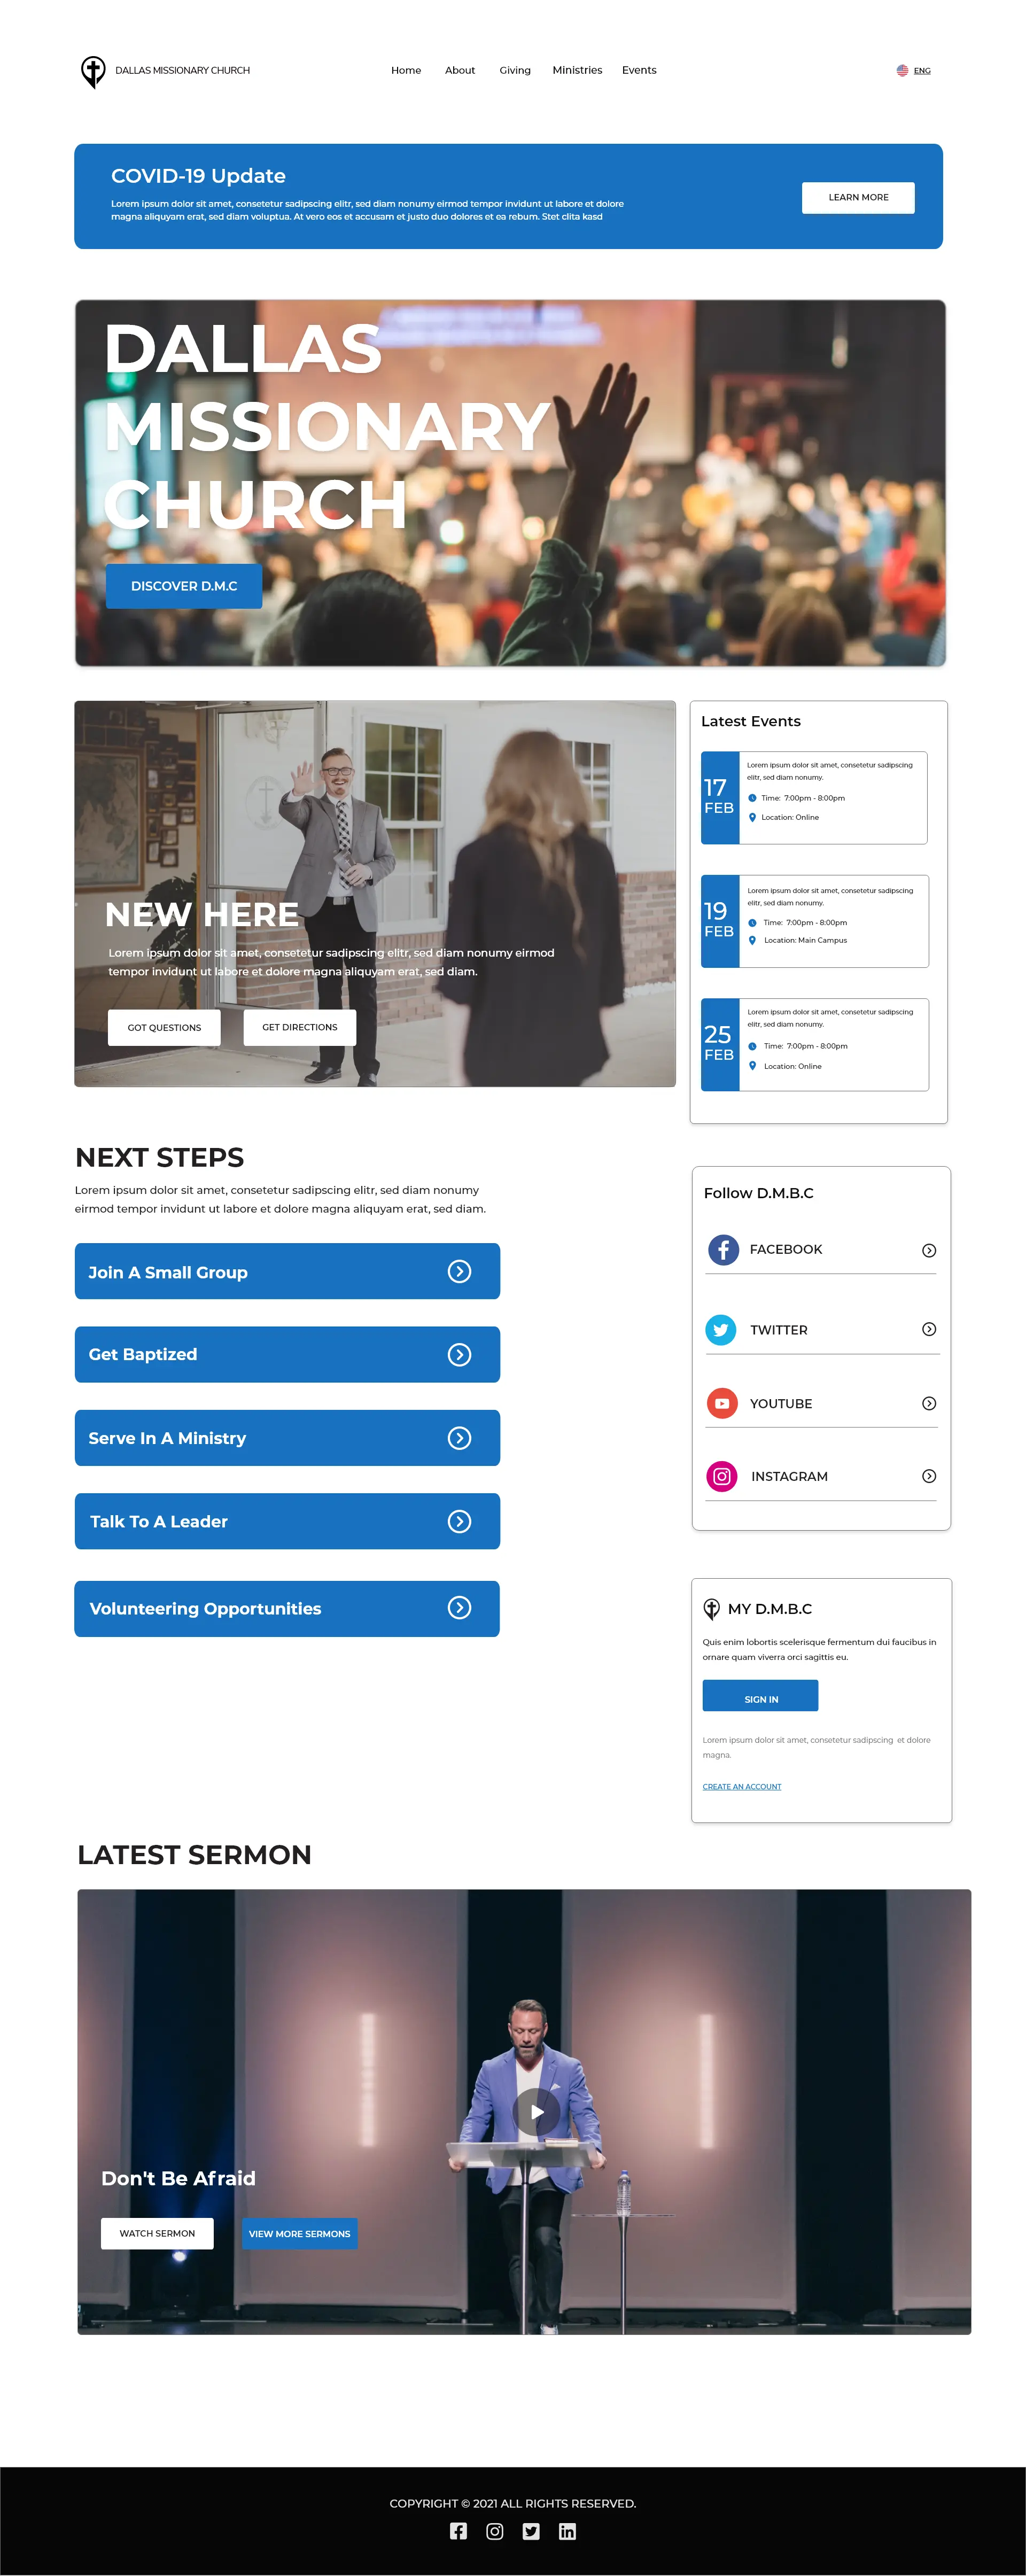 DALLAS MISSIONARY CHURCH
Home
About
Giving
Ministries
Events
ENG
COVID-19 Update
Lorem ipsum dolor sit amet, consetetur sadipscing elitr, sed diam nonumy eirmod tempor invidunt ut labore et dolore
magna aliquyam erat, sed diam voluptua. At vero eos et accusam et justo duo dolores et ea rebum. Stet clita kasd
LEARN MORE
DALLAS
MISSIONARY
CHURCH
DISCOVER D.M.C
NEW HERE
Lorem ipsum dolor sit amet, consetetur sadipscing elitr, sed diam nonumy eirmod
tempor invidunt ut labore et dolore magna aliquyam erat, sed diam.
GOT QUESTIONS
GET DIRECTIONS
Latest Events
17
FEB
Lorem ipsum dolor sit amet, consetetur sadipscing
elitr, sed diam nonumy.
Time: 7:00pm - 8:00pm
Location: Online
19
FEB
Lorem ipsum dolor sit amet, consetetur sadipscing
elitr, sed diam nonumy.
Time: 7:00pm - 8:00pm
Location: Main Campus
25
FEB
Lorem ipsum dolor sit amet, consetetur sadipscing
elitr, sed diam nonumy.
Time: 7:00pm - 8:00pm
Location: Online
NEXT STEPS
Lorem ipsum dolor sit amet, consetetur sadipscing elitr, sed diam nonumy
eirmod tempor invidunt ut labore et dolore magna aliquyam erat, sed diam.
Join A Small Group
Get Baptized
Serve In A Ministry
Talk To A Leader
Volunteering Opportunities
Follow D.M.B.C
FACEBOOK
TWITTER
YOUTUBE
INSTAGRAM
MY D.M.B.C
Quis enim lobortis scelerisque fermentum dui faucibus in
ornare quam viverra orci sagittis eu.
SIGN IN
Lorem ipsum dolor sit amet, consetetur sadipscing et dolore
magna.
CREATE AN ACCOUNT
LATEST SERMON
Don't Be Afraid
WATCH SERMON
VIEW MORE SERMONS
COPYRIGHT © 2021 ALL RIGHTS RESERVED.